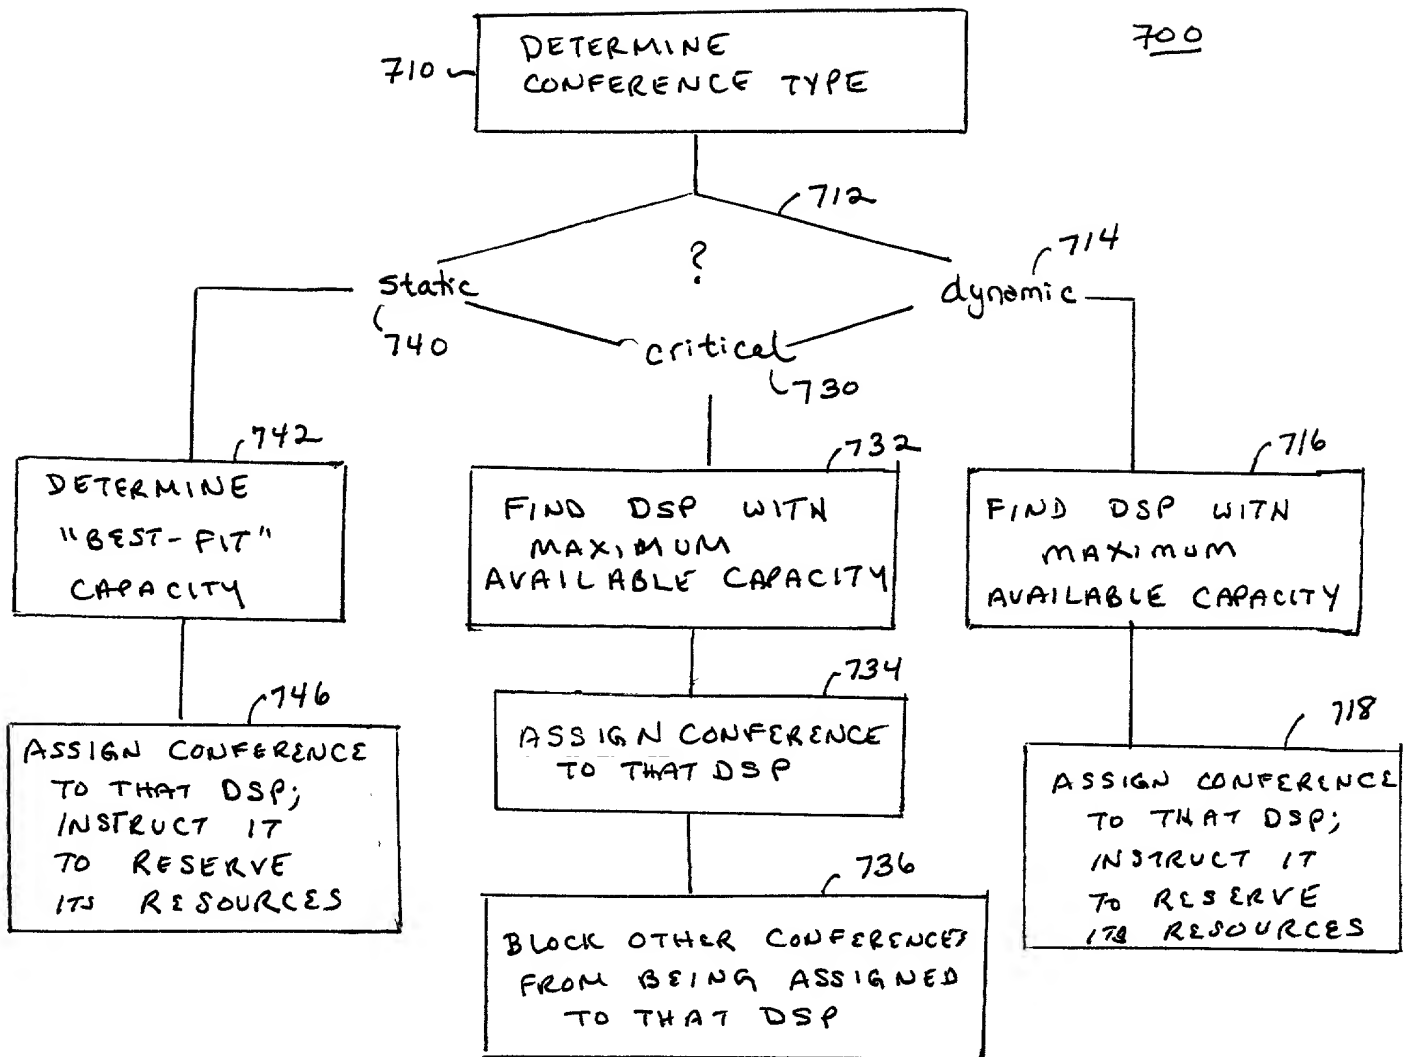 700
710
DETERMINE
CONFERENCE TYPE
712
?
714
static
dynamic
740
critical
730
742
DETERMINE
"BEST-FIT"
CAPACITY
732
FIND DSP WITH
MAXIMUM
AVAILABLE CAPACITY
716
FIND DSP WITH
MAXIMUM
AVAILABLE CAPACITY
746
ASSIGN CONFERENCE
TO THAT DSP;
INSTRUCT IT
TO RESERVE
ITS RESOURCES
734
ASSIGN CONFERENCE
TO THAT DSP
718
ASSIGN CONFERENCE
TO THAT DSP;
INSTRUCT IT
TO RESERVE
ITS RESOURCES
736
BLOCK OTHER CONFERENCES
FROM BEING ASSIGNED
TO THAT DSP